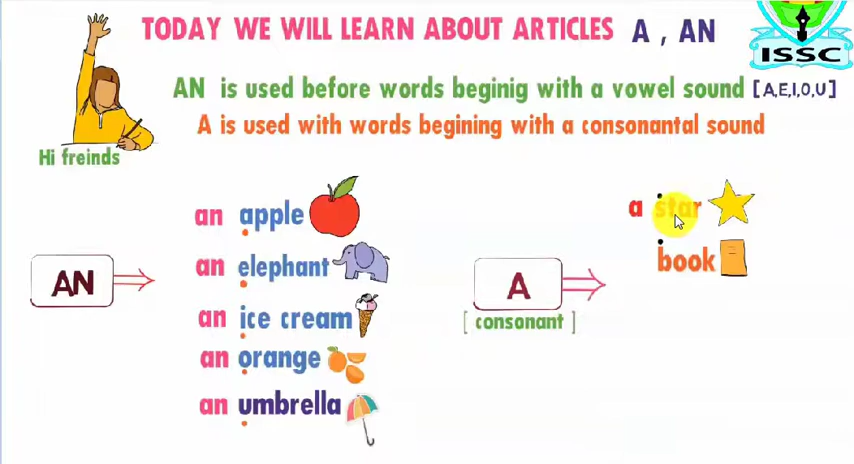 TODAY WE WILL LEARN ABOUT ARTICLES A , AN
ISSC
AN is used before words beginig with a vowel sound [A,E,I,O,U]
A is used with words begining with a consonantal sound
Hi freinds
an apple
an elephant
an ice cream
an orange
an umbrella
AN
a star
book
A
[ consonant ]